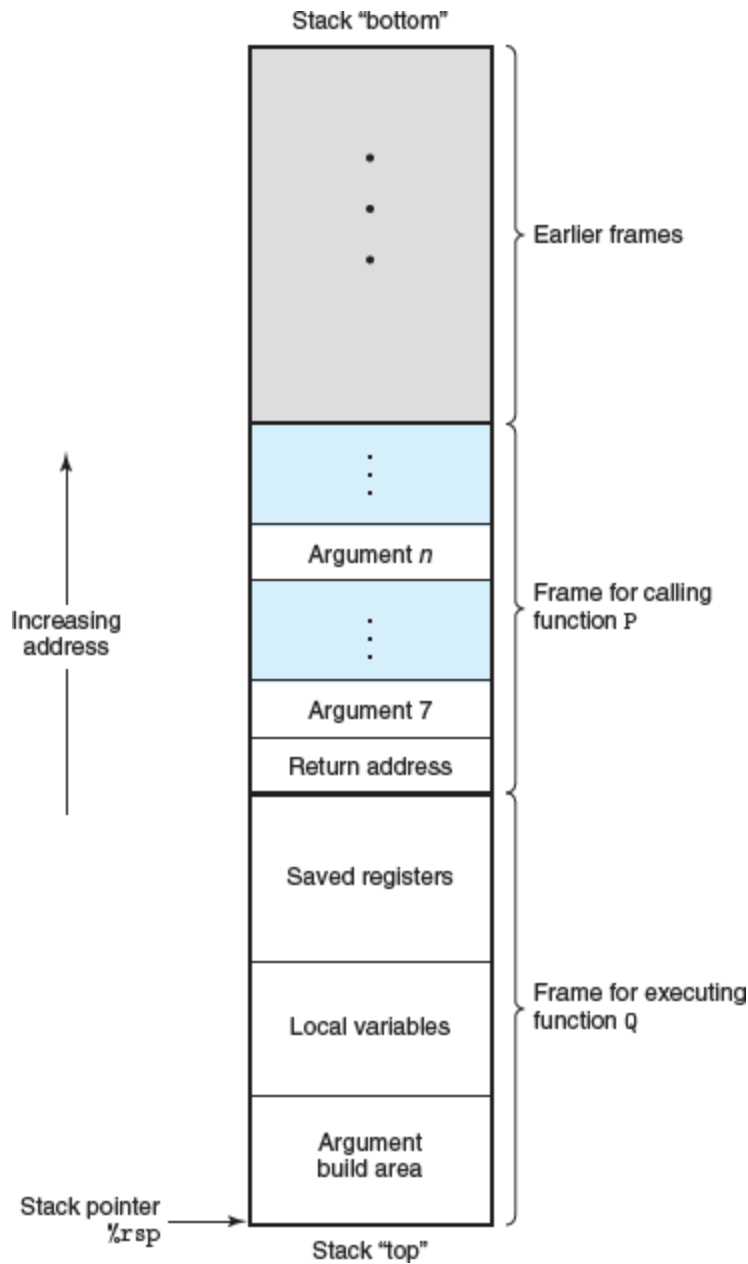 Stack “bottom”
Earlier frames
Argument n
Increasing
address
Frame for calling
function P
Argument 7
Return address
Saved registers
Local variables
Frame for executing
function Q
Argument
build area
Stack pointer
%rsp
Stack “top”